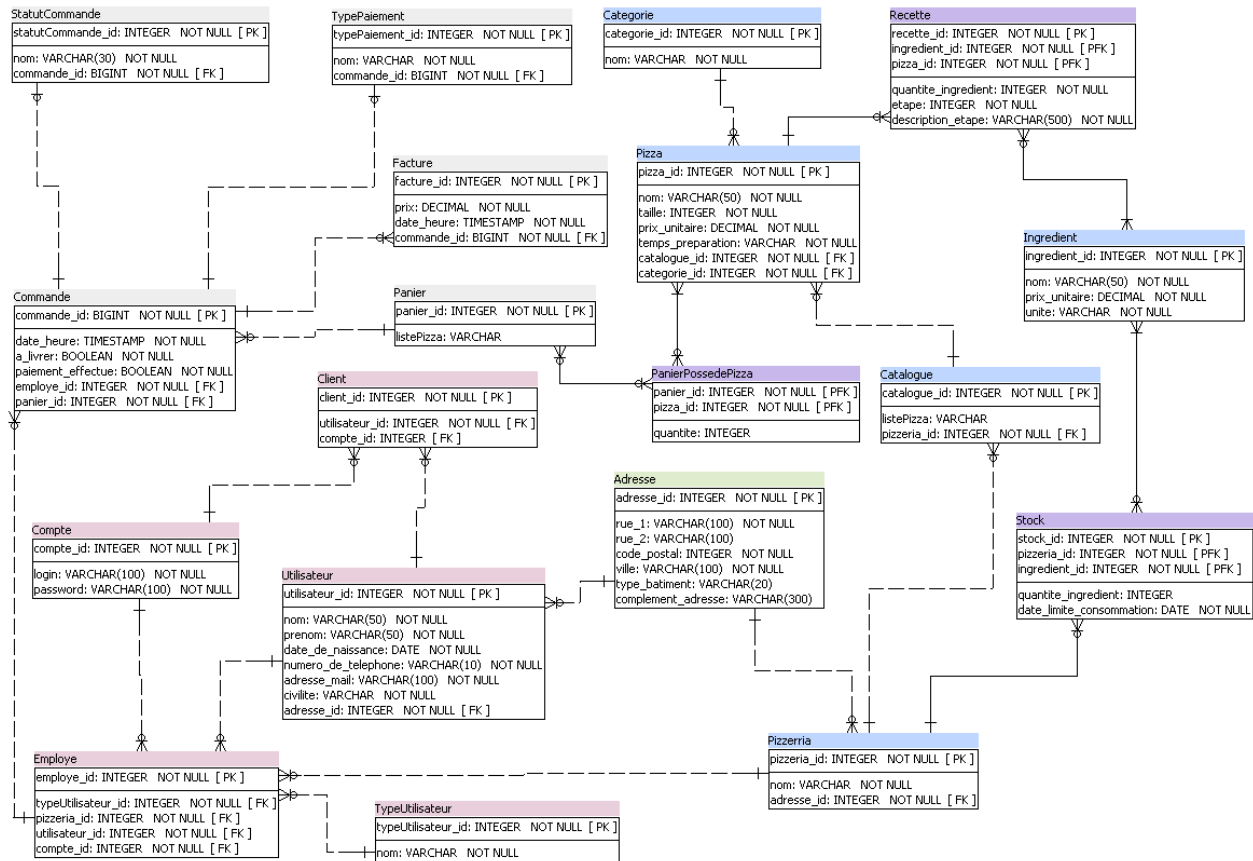 StatutCommande
statutCommande_id: INTEGER NOT NULL [ PK ]
nom: VARCHAR(30) NOT NULL
commande_id: BIGINT NOT NULL [ FK ]
TypePaiement
typePaiement_id: INTEGER NOT NULL [ PK ]
nom: VARCHAR NOT NULL
commande_id: BIGINT NOT NULL [ FK ]
Categorie
categorie_id: INTEGER NOT NULL [ PK ]
nom: VARCHAR NOT NULL
Recette
recette_id: INTEGER NOT NULL [ PK ]
ingredient_id: INTEGER NOT NULL [ PFK ]
pizza_id: INTEGER NOT NULL [ PFK ]
quantite_ingredient: INTEGER NOT NULL
etape: INTEGER NOT NULL
description_etape: VARCHAR(500) NOT NULL
Facture
facture_id: INTEGER NOT NULL [ PK ]
prix: DECIMAL NOT NULL
date_heure: TIMESTAMP NOT NULL
commande_id: BIGINT NOT NULL [ FK ]
Pizza
pizza_id: INTEGER NOT NULL [ PK ]
nom: VARCHAR(50) NOT NULL
taille: INTEGER NOT NULL
prix_unitaire: DECIMAL NOT NULL
temps_preparation: VARCHAR NOT NULL
catalogue_id: INTEGER NOT NULL [ FK ]
categorie_id: INTEGER NOT NULL [ FK ]
Ingredient
ingredient_id: INTEGER NOT NULL [ PK ]
nom: VARCHAR(50) NOT NULL
prix_unitaire: DECIMAL NOT NULL
unite: VARCHAR NOT NULL
Commande
commande_id: BIGINT NOT NULL [ PK ]
date_heure: TIMESTAMP NOT NULL
a_livrer: BOOLEAN NOT NULL
paiement_effectue: BOOLEAN NOT NULL
employe_id: INTEGER NOT NULL [ FK ]
panier_id: INTEGER NOT NULL [ FK ]
Panier
panier_id: INTEGER NOT NULL [ PK ]
listePizza: VARCHAR
Client
client_id: INTEGER NOT NULL [ PK ]
utilisateur_id: INTEGER NOT NULL [ FK ]
compte_id: INTEGER [ FK ]
PanierPossedePizza
panier_id: INTEGER NOT NULL [ PFK ]
pizza_id: INTEGER NOT NULL [ PFK ]
quantite: INTEGER
Catalogue
catalogue_id: INTEGER NOT NULL [ PK ]
listePizza: VARCHAR
pizzeria_id: INTEGER NOT NULL [ FK ]
Adresse
adresse_id: INTEGER NOT NULL [ PK ]
rue_1: VARCHAR(100) NOT NULL
rue_2: VARCHAR(100)
code_postal: INTEGER NOT NULL
ville: VARCHAR(100) NOT NULL
type_batiment: VARCHAR(20)
complement_adresse: VARCHAR(300)
Stock
stock_id: INTEGER NOT NULL [ PK ]
pizzeria_id: INTEGER NOT NULL [ PFK ]
ingredient_id: INTEGER NOT NULL [ PFK ]
quantite_ingredient: INTEGER
date_limite_consommation: DATE NOT NULL
Compte
compte_id: INTEGER NOT NULL [ PK ]
login: VARCHAR(100) NOT NULL
password: VARCHAR(100) NOT NULL
Utilisateur
utilisateur_id: INTEGER NOT NULL [ PK ]
nom: VARCHAR(50) NOT NULL
prenom: VARCHAR(50) NOT NULL
date_de_naissance: DATE NOT NULL
numero_de_telephone: VARCHAR(10) NOT NULL
adresse_mail: VARCHAR(100) NOT NULL
civilite: VARCHAR NOT NULL
adresse_id: INTEGER NOT NULL [ FK ]
Pizzerria
pizzeria_id: INTEGER NOT NULL [ PK ]
nom: VARCHAR NOT NULL
adresse_id: INTEGER NOT NULL [ FK ]
Employe
employe_id: INTEGER NOT NULL [ PK ]
typeUtilisateur_id: INTEGER NOT NULL [ FK ]
pizzeria_id: INTEGER NOT NULL [ FK ]
utilisateur_id: INTEGER NOT NULL [ FK ]
compte_id: INTEGER NOT NULL [ FK ]
TypeUtilisateur
typeUtilisateur_id: INTEGER NOT NULL [ PK ]
nom: VARCHAR NOT NULL